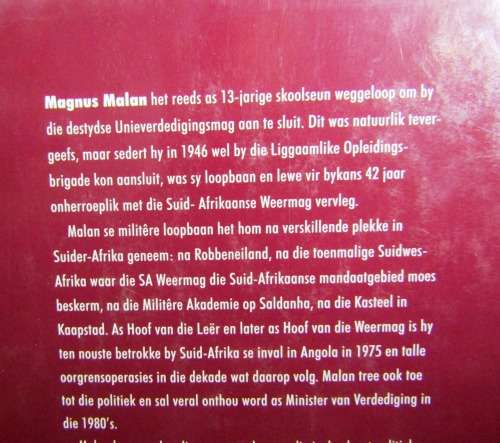 Magnus Malan het reeds as 13-jarige skoolseun weggeloop om by
die destydse Unieverdedigingsmag aan te sluit. Dit was natuurlik tever-
geefs, maar sedert hy in 1946 wel by die Liggaamlike Opleidings-
brigade kon aansluit, was sy loopbaan en lewe vir bykans 42 jaar
onherroeplik met die Suid- Afrikaanse Weermag vervleg.
Malan se militêre loopbaan het hom na verskillende plekke in
Suider-Afrika geneem: na Robbeneiland, na die toenmalige Suidwes-
Afrika waar die SA Weermag die Suid-Afrikaanse mandaatgebied moes
beskerm, na die Militêre Akademie op Saldanha, na die Kasteel in
Kaapstad. As Hoof van die Leër en later as Hoof van die Weermag is hy
ten nouste betrokke by Suid-Afrika se inval in Angola in 1975 en talle
oorgrensoperasies in die dekade wat daarop volg. Malan tree ook toe
tot die politiek en sal veral onthou word as Minister van Verdediging in
die 1980's.